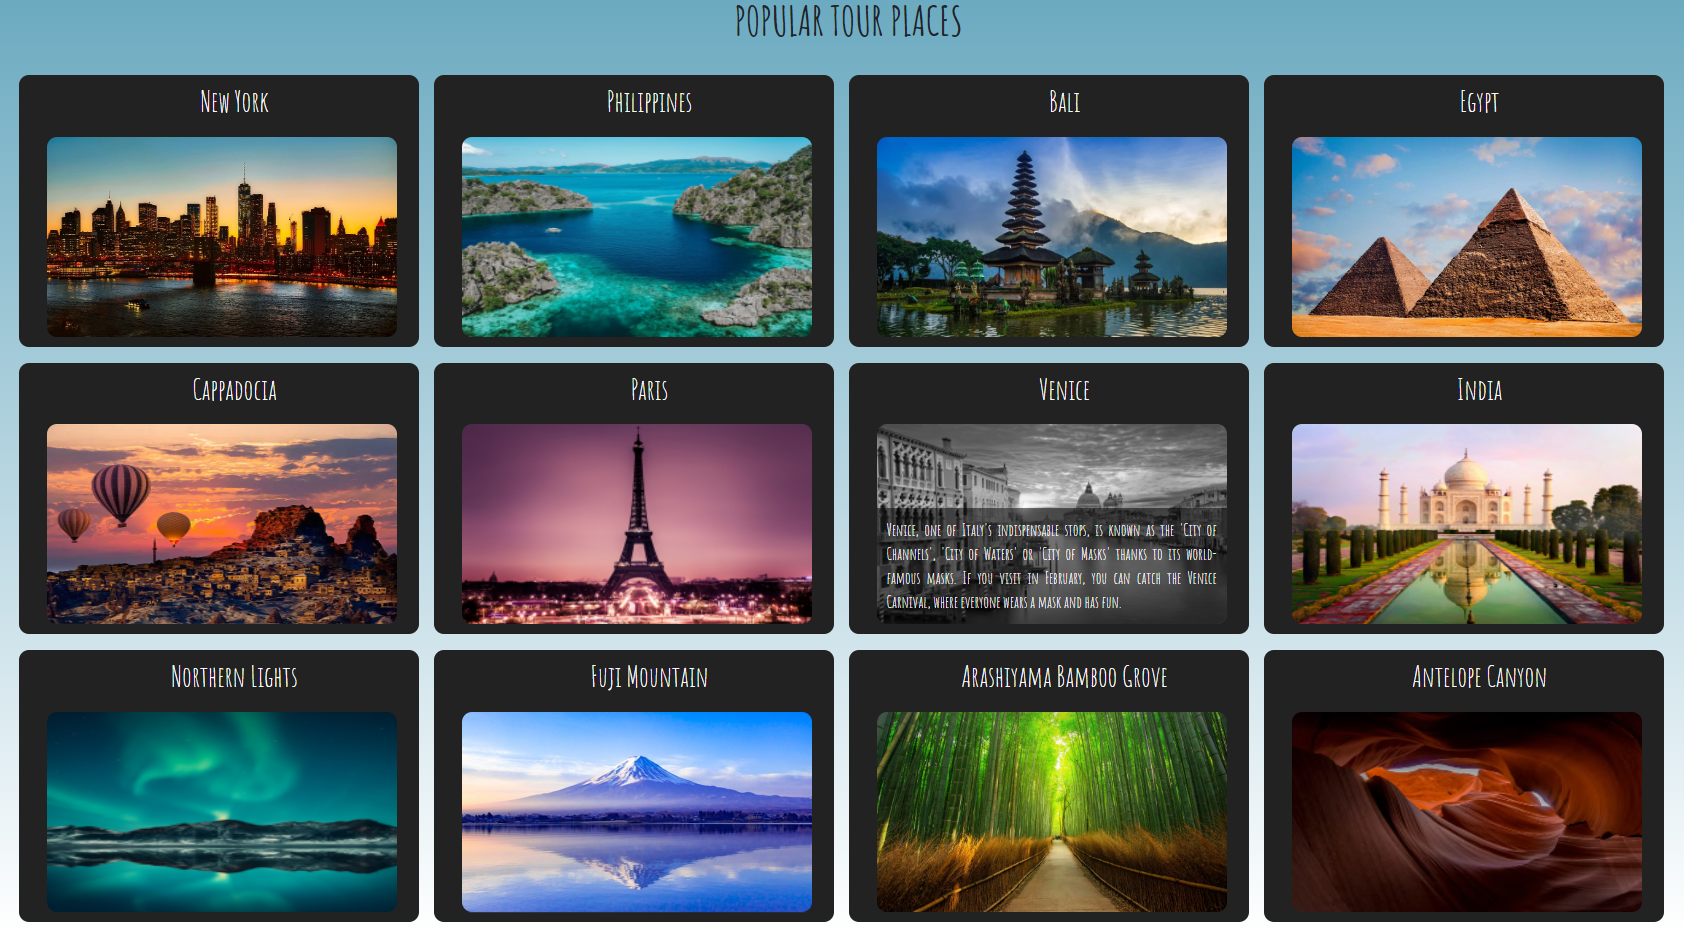 POPULAR TOUR PLACES
New York
Philippines
Bali
Egypt
Cappadocia
Paris
Venice
India
Venice, one of Italy's indispensable stops, is known as the 'City of
Channels', 'City of Waters' or 'City of Masks' thanks to its world-
famous masks. If you visit in February, you can catch the Venice
Carnival, where everyone wears a mask and has fun.
Northern Lights
Fuji Mountain
Arashiyama Bamboo Grove
Antelope Canyon